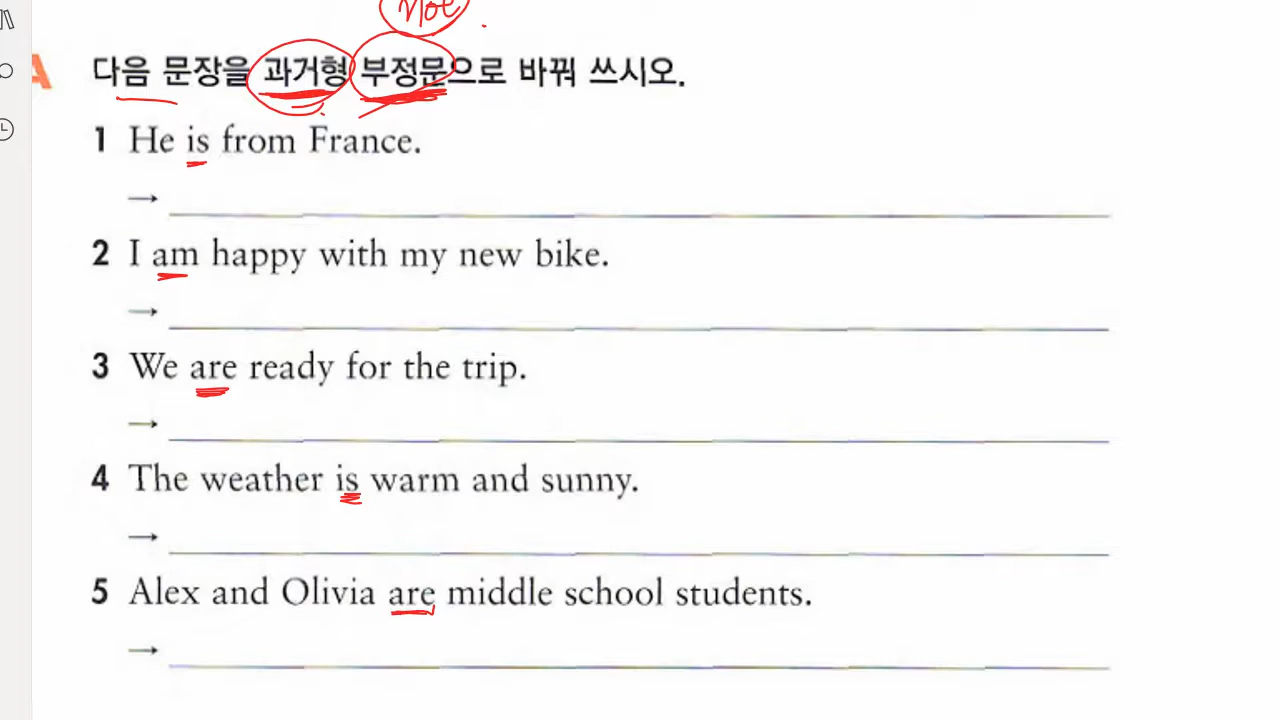 not
A 다음 문장을 과거형 부정문으로 바꿔 쓰시오.
1 He is from France.
→
2 I am happy with my new bike.
→
3 We are ready for the trip.
→
4 The weather is warm and sunny.
→
5 Alex and Olivia are middle school students.
→